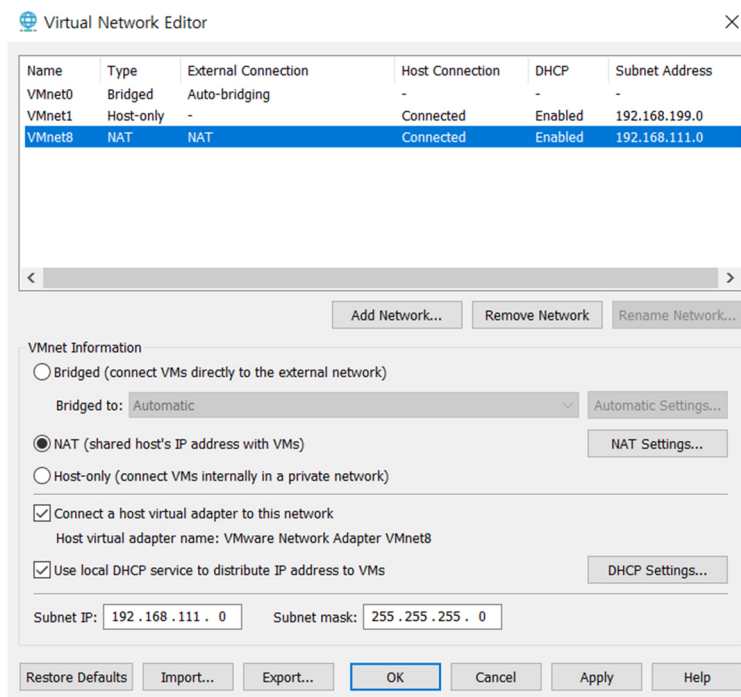 Virtual Network Editor
Name Type External Connection Host Connection DHCP Subnet Address
VMnet0 Bridged Auto-bridging - - -
VMnet1 Host-only - Connected Enabled 192.168.199.0
VMnet8 NAT NAT Connected Enabled 192.168.111.0
Add Network... Remove Network Rename Network...
VMnet Information
Bridged (connect VMs directly to the external network)
Bridged to: Automatic Automatic Settings...
NAT (shared host's IP address with VMs) NAT Settings...
Host-only (connect VMs internally in a private network)
Connect a host virtual adapter to this network
Host virtual adapter name: VMware Network Adapter VMnet8
Use local DHCP service to distribute IP address to VMs DHCP Settings...
Subnet IP: 192 . 168 . 111 . 0 Subnet mask: 255 . 255 . 255 . 0
Restore Defaults Import... Export... OK Cancel Apply Help